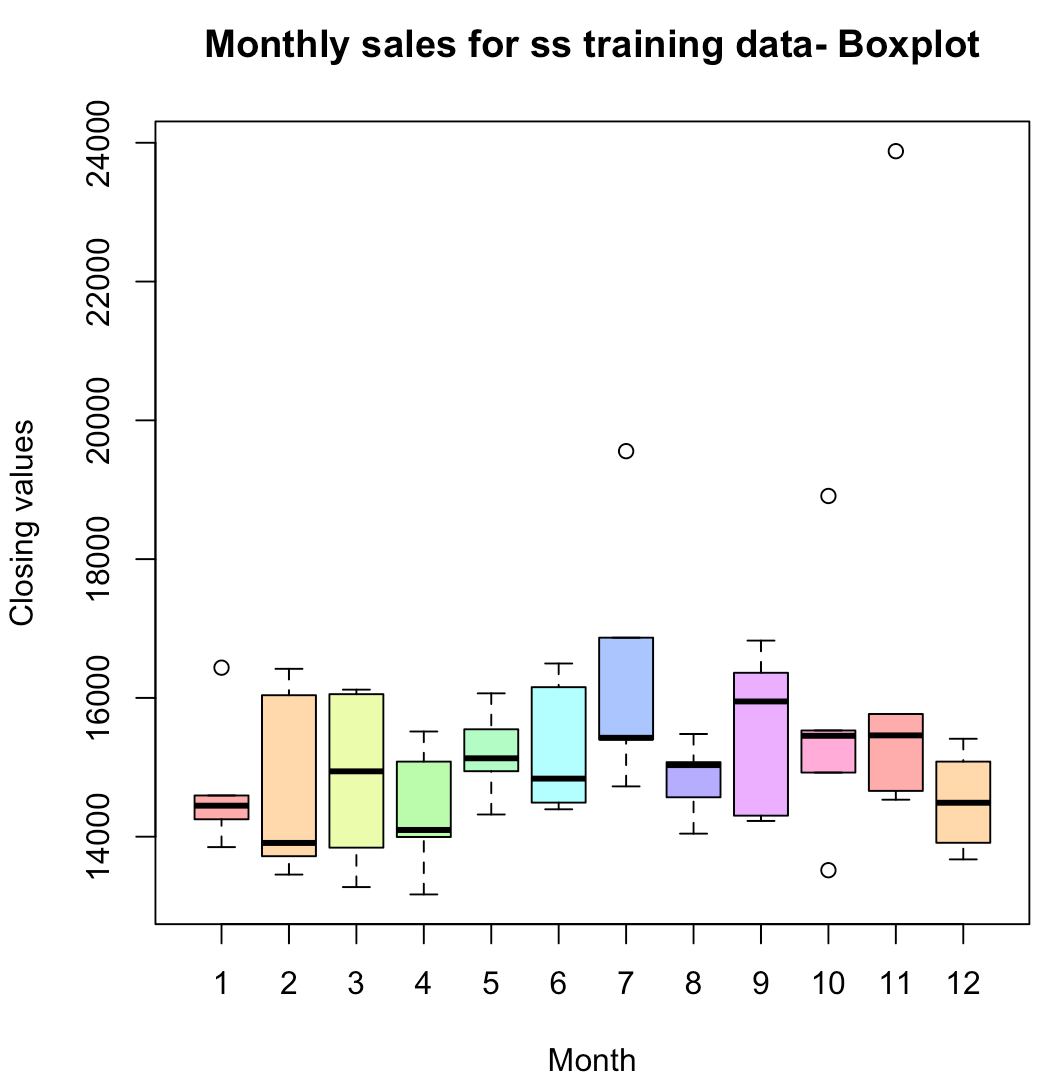 Monthly sales for ss training data- Boxplot
24000
22000
20000
18000
16000
14000
Closing values
1 2 3 4 5 6 7 8 9 10 11 12
Month